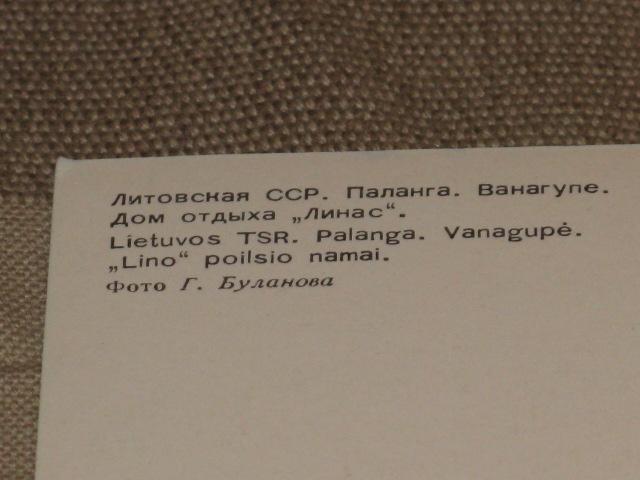 Литовская ССР. Паланга. Ванагупе.
Дом отдыха „Линас“.
Lietuvos TSR. Palanga. Vanagupė.
„Lino“ poilsio namai.
Фото Г. Буланова